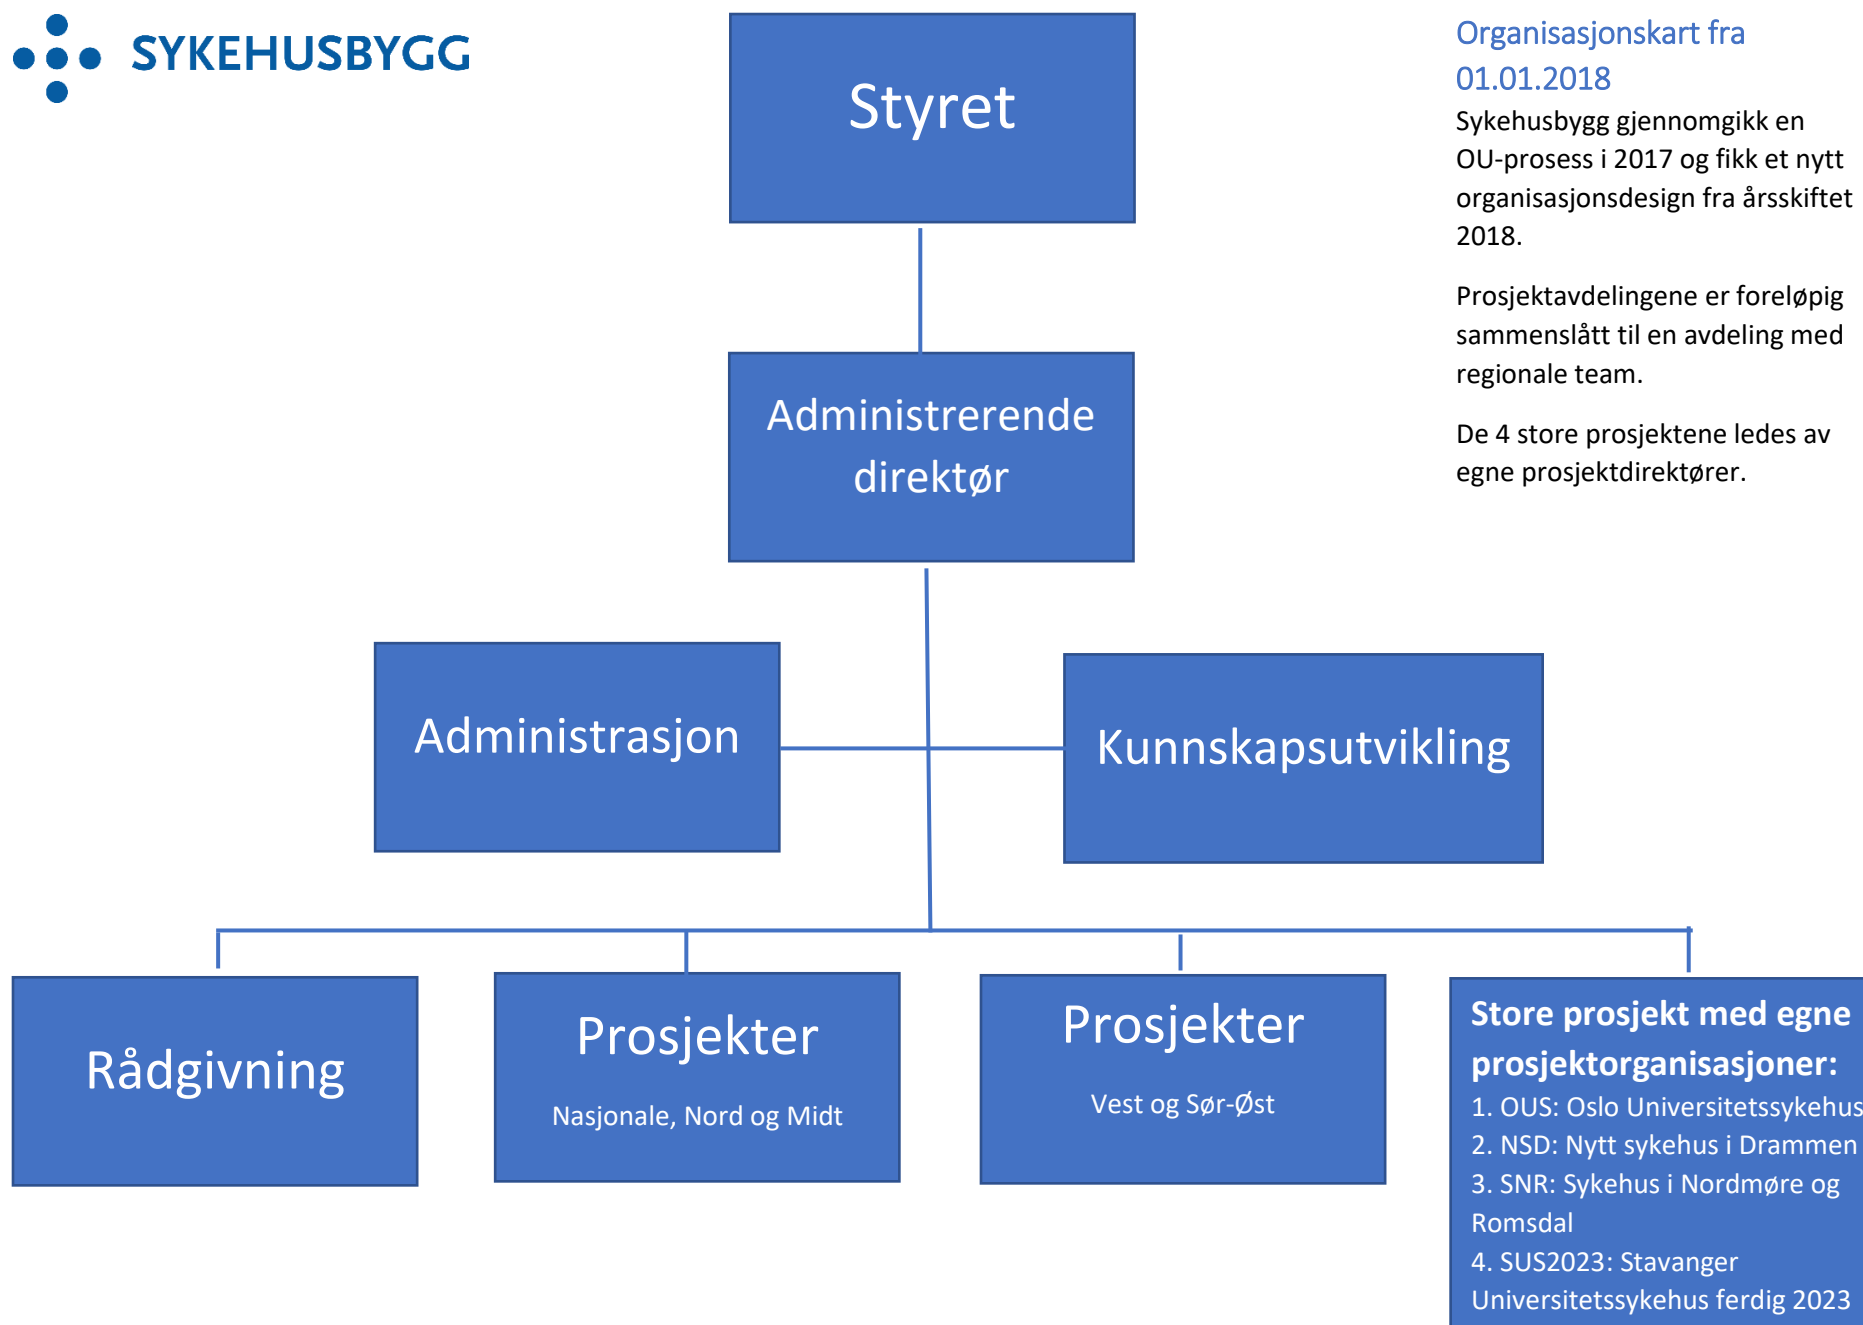 SYKEHUSBYGG
Styret
Organisasjonskart fra
01.01.2018
Sykehusbygg gjennomgikk en
OU-prosess i 2017 og fikk et nytt
organisasjonsdesign fra årsskiftet
2018.
Prosjektavdelingene er foreløpig
sammenslått til en avdeling med
regionale team.
De 4 store prosjektene ledes av
egne prosjektdirektører.
Administrerende
direktør
Administrasjon
Kunnskapsutvikling
Rådgivning
Prosjekter
Nasjonale, Nord og Midt
Prosjekter
Vest og Sør-Øst
Store prosjekt med egne
prosjektorganisasjoner:
1. OUS: Oslo Universitetssykehus
2. NSD: Nytt sykehus i Drammen
3. SNR: Sykehus i Nordmøre og
Romsdal
4. SUS2023: Stavanger
Universitetssykehus ferdig 2023